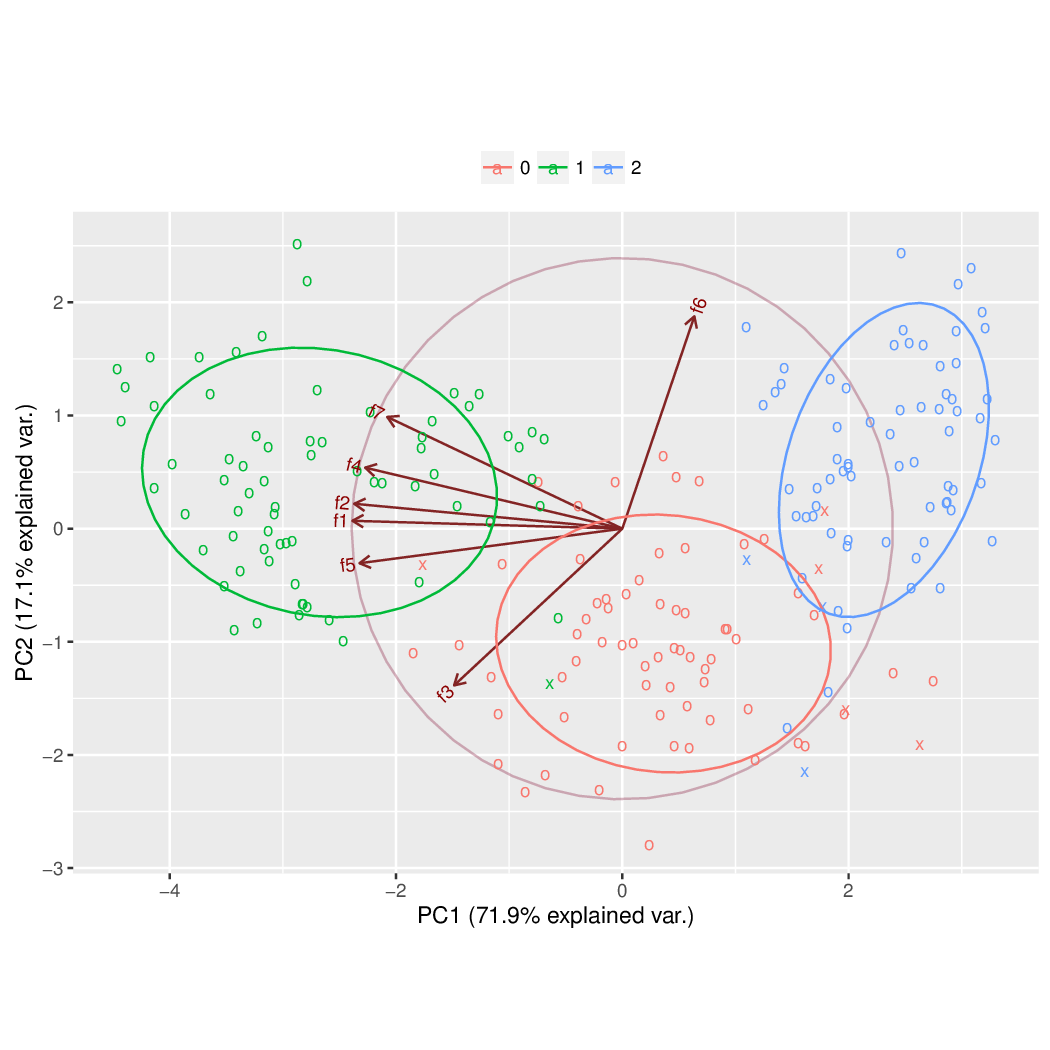 a 0 a 1 a 2
2
1
0
−1
−2
−3
PC2 (17.1% explained var.)
f6
f7
f4
f2
f1
f5
f3
−4 −2 0 2
PC1 (71.9% explained var.)